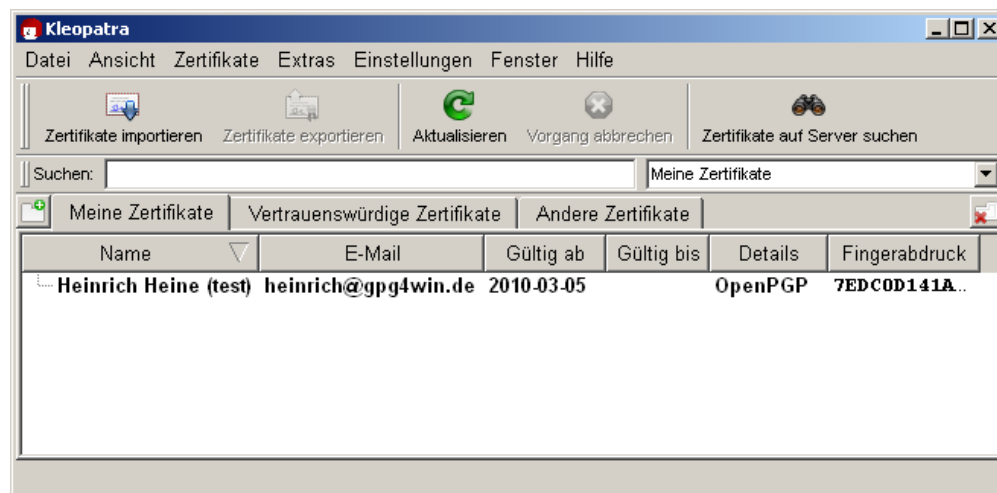 Kleopatra
Datei Ansicht Zertifikate Extras Einstellungen Fenster Hilfe
Zertifikate importieren Zertifikate exportieren Aktualisieren Vorgang abbrechen Zertifikate auf Server suchen
Suchen: Meine Zertifikate
Meine Zertifikate Vertrauenswürdige Zertifikate Andere Zertifikate
Name E-Mail Gültig ab Gültig bis Details Fingerabdruck
Heinrich Heine (test) heinrich@gpg4win.de 2010-03-05 OpenPGP 7EDC0D141A...